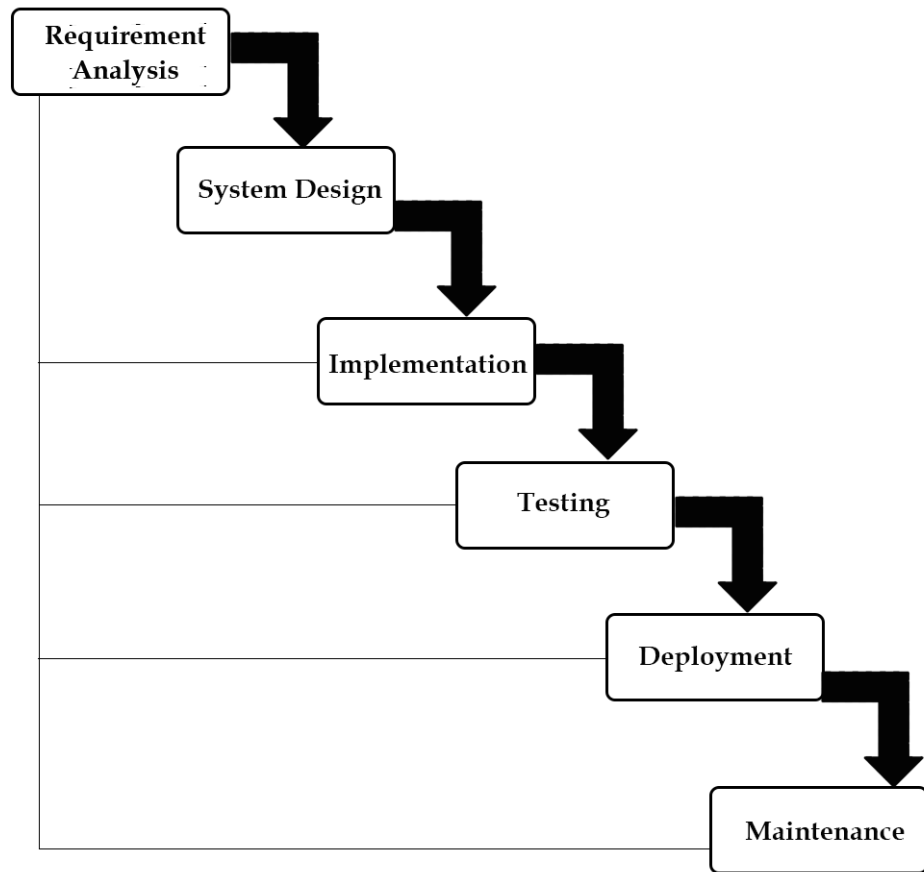 Requirement
Analysis
System Design
Implementation
Testing
Deployment
Maintenance